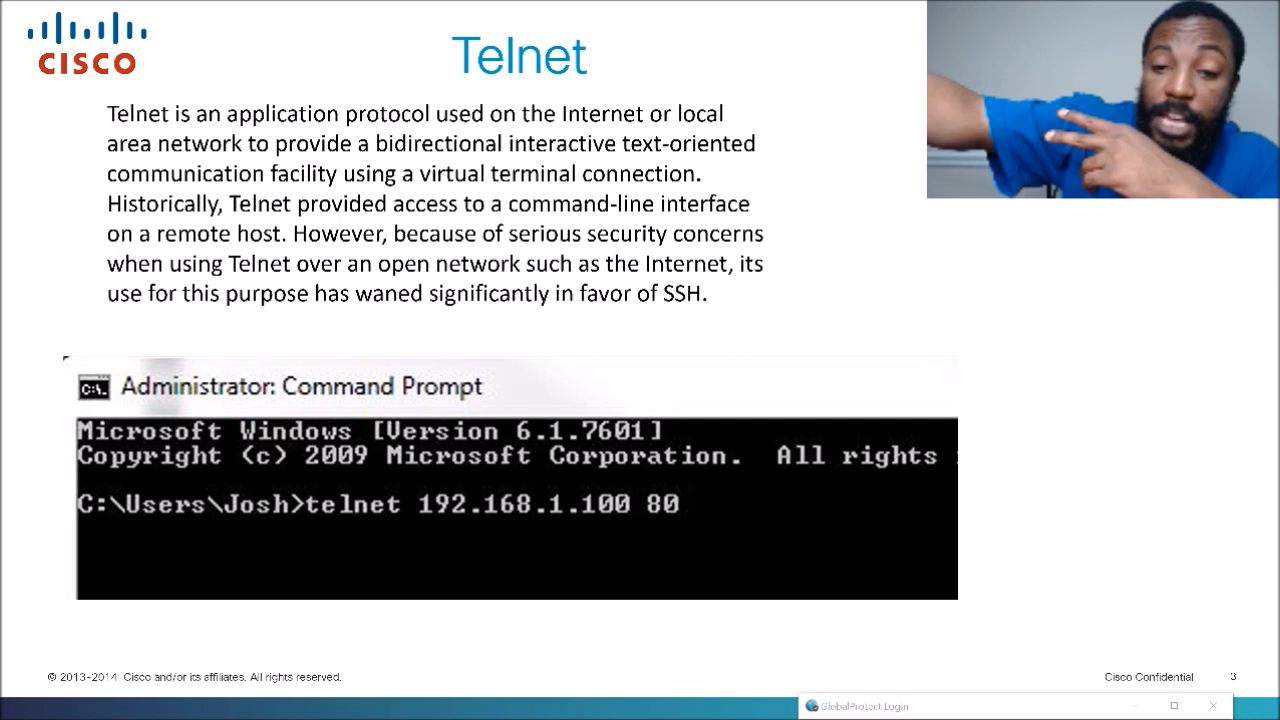 CISCO
Telnet
Telnet is an application protocol used on the Internet or local
area network to provide a bidirectional interactive text-oriented
communication facility using a virtual terminal connection.
Historically, Telnet provided access to a command-line interface
on a remote host. However, because of serious security concerns
when using Telnet over an open network such as the Internet, its
use for this purpose has waned significantly in favor of SSH.
C:\. Administrator: Command Prompt
Microsoft Windows [Version 6.1.7601]
Copyright (c) 2009 Microsoft Corporation. All rights
C:\Users\Josh>telnet 192.168.1.100 80
© 2013-2014 Cisco and/or its affiliates. All rights reserved.
Cisco Confidential 3
GlobalProtect Login